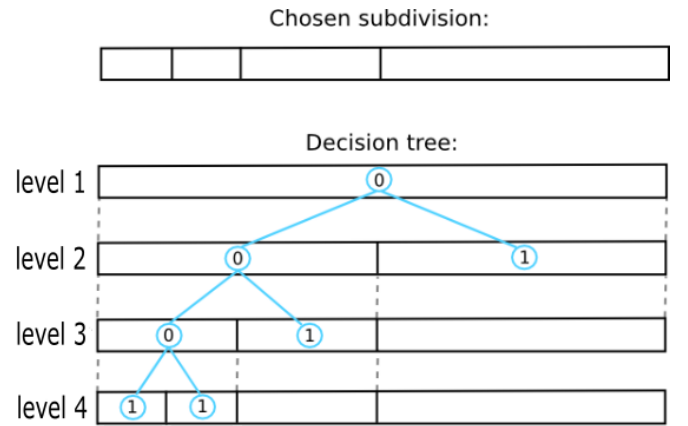 Chosen subdivision:
Decision tree:
level 1 0
level 2 0 1
level 3 0 1
level 4 1 1